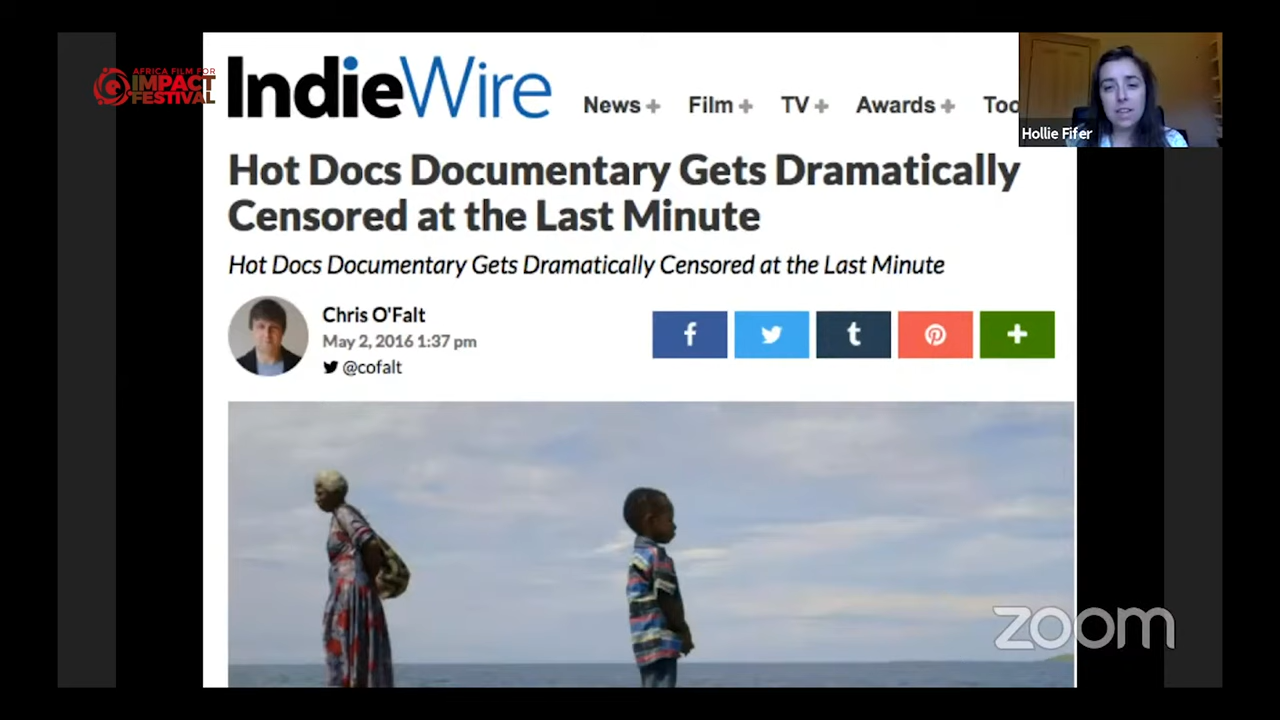 AFRICA FILM FOR
IMPACT
FESTIVAL
IndieWire
News + Film + TV + Awards + Too
Hollie Fifer
Hot Docs Documentary Gets Dramatically
Censored at the Last Minute
Hot Docs Documentary Gets Dramatically Censored at the Last Minute
Chris O'Falt
May 2, 2016 1:37 pm
@cofalt
f t +
zoom